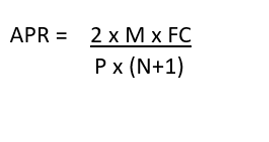 APR = 2 x M x FC
P x (N+1)